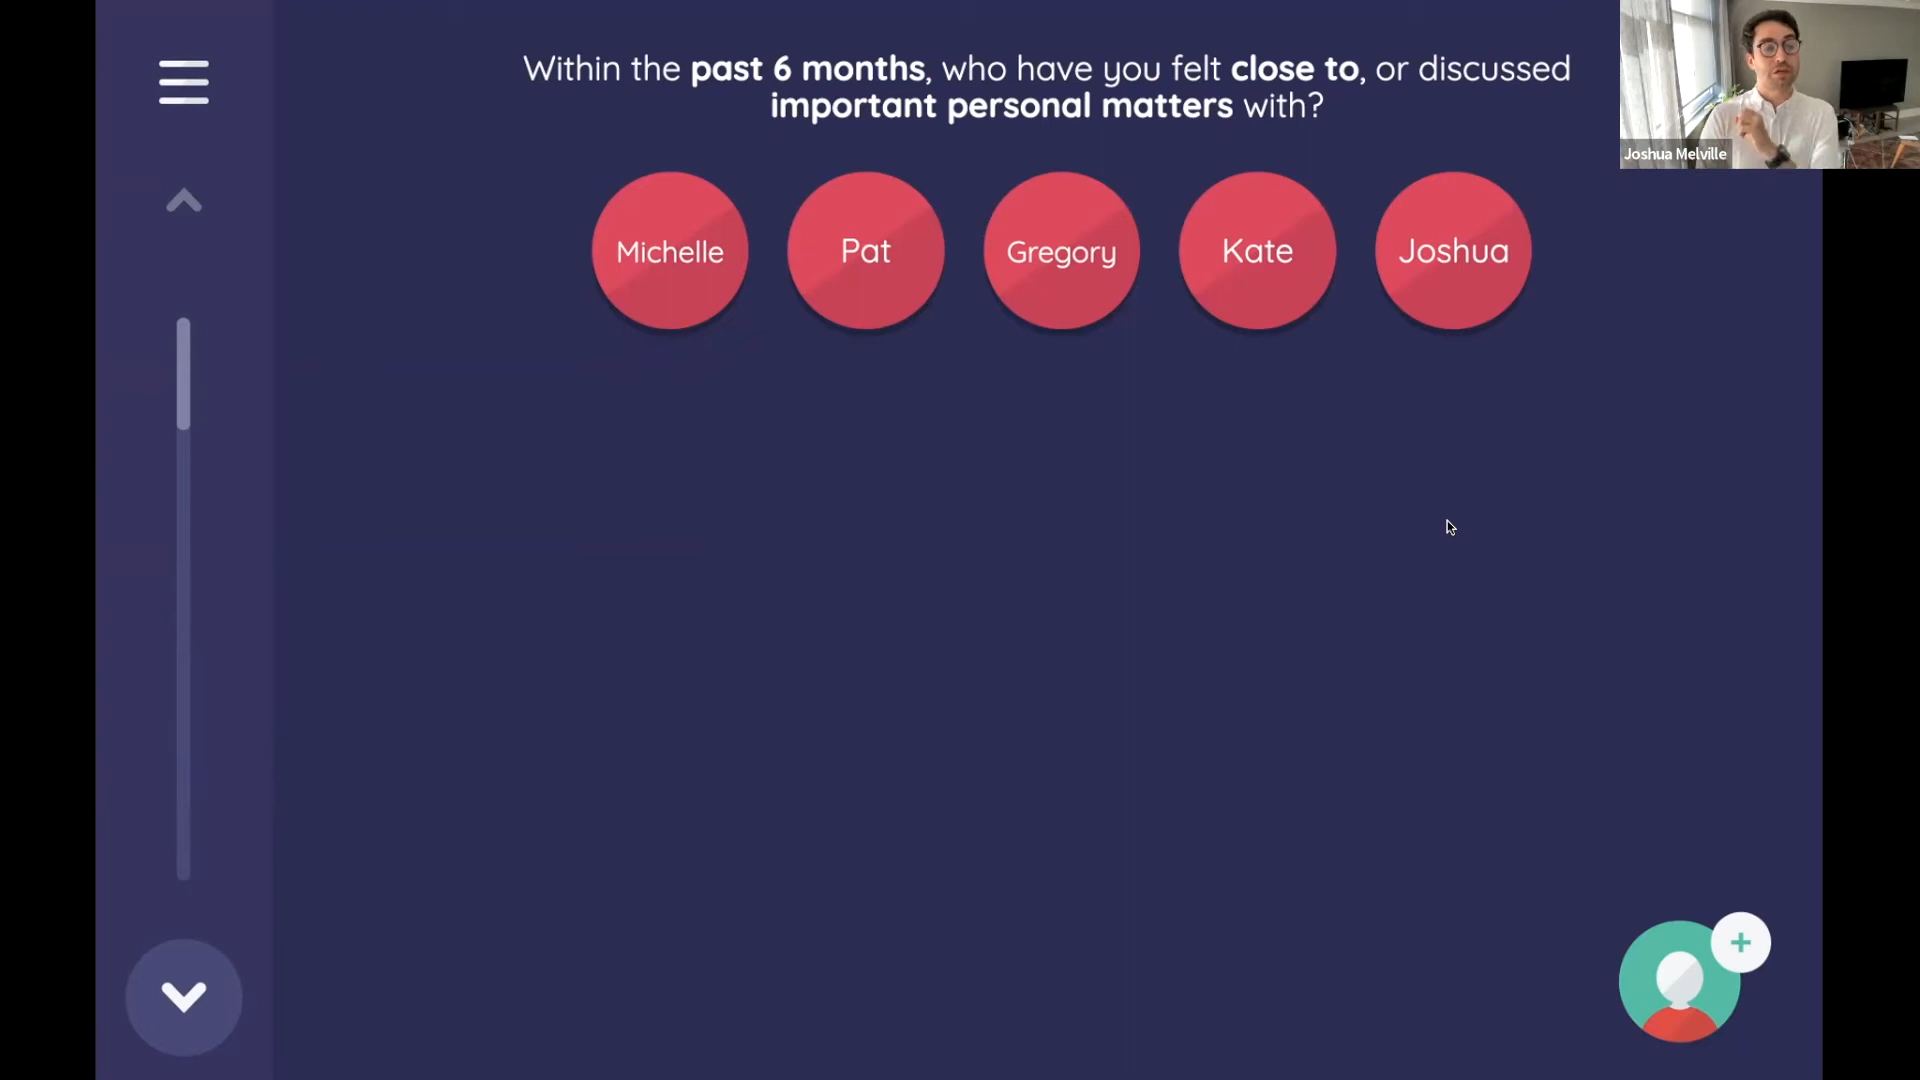 Within the past 6 months, who have you felt close to, or discussed
important personal matters with?
Joshua Melville
Michelle
Pat
Gregory
Kate
Joshua